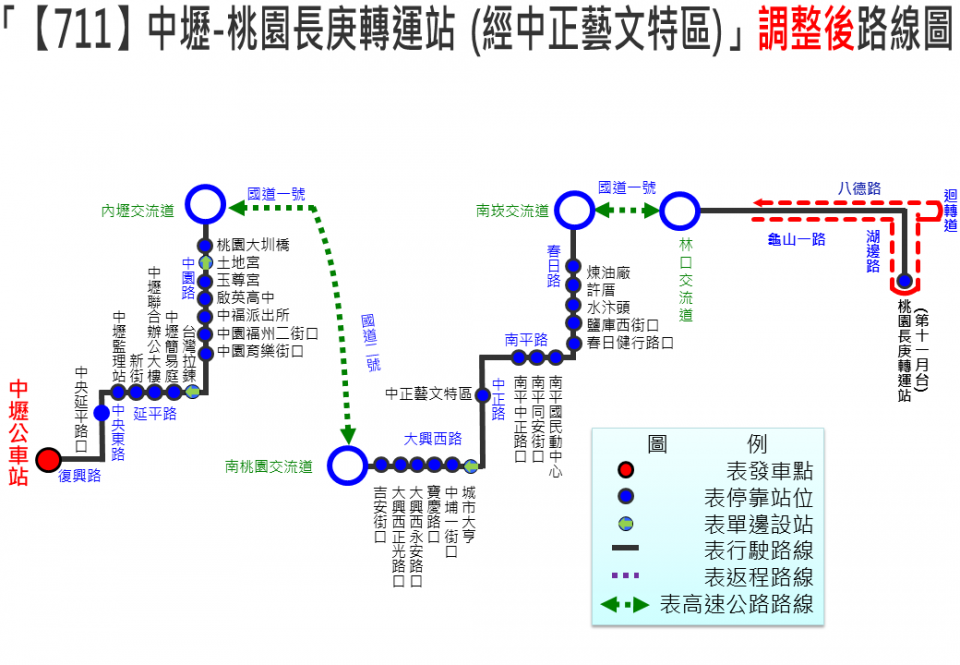 「【711】中壢-桃園長庚轉運站 (經中正藝文特區)」調整後路線圖
國道一號
內壢交流道
桃園大圳橋
土地宮
玉尊宮
啟英高中
中福派出所
中園福州二街口
中園育樂街口
中園路
台灣拉鍊
中壢簡易庭
中壢聯合辦公大樓
新街
中壢監理站
延平路
中央東路
中央延平路口
中壢公車站
復興路
國道二號
南桃園交流道
大興西路
吉安街口
大興西正光路口
大興西永安路口
寶慶路口
中埔一街口
城市大亨
中正藝文特區
中正路
南平路
南平中正路口
南平同安街口
南平國民動中心
南崁交流道
國道一號
春日路
煉油廠
許厝
水汴頭
鹽庫西街口
春日健行路口
林口交流道
八德路
迴轉道
龜山一路
湖邊路
桃園長庚轉運站
(第十一月台)
圖 例
表發車點
表停靠站位
表單邊設站
表行駛路線
表返程路線
表高速公路路線